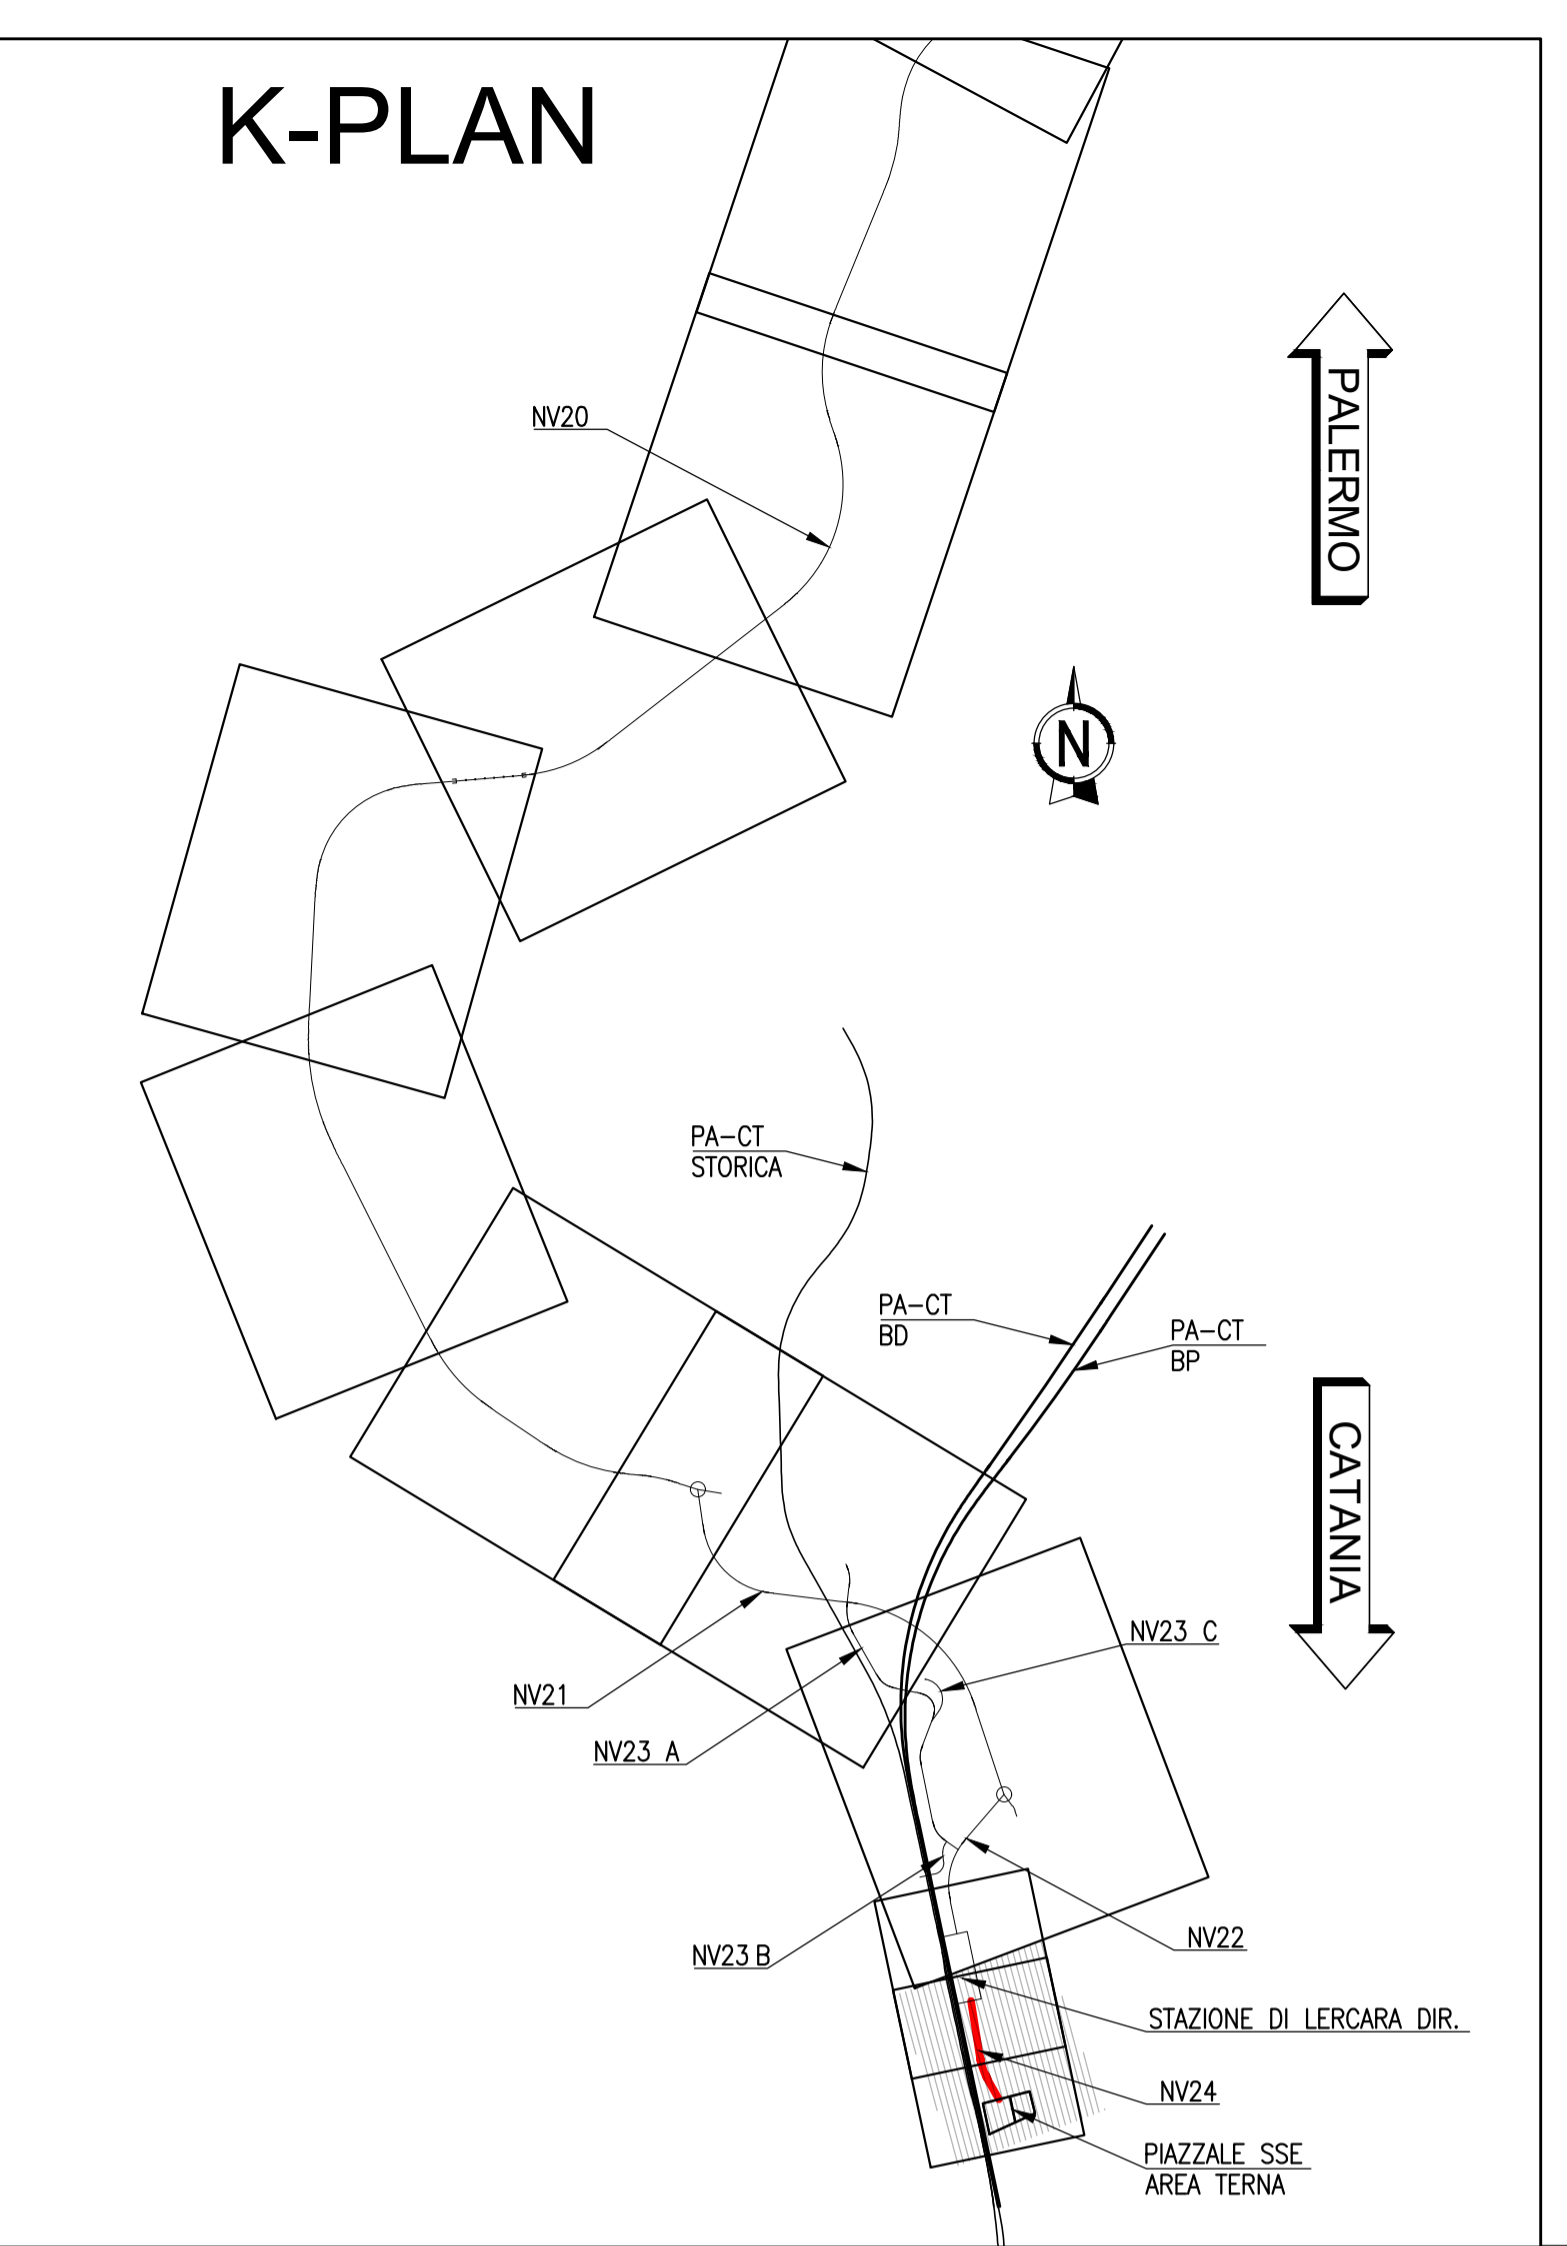 K-PLAN
PALERMO
NV20
N
PA-CT
STORICA
PA-CT
BD
PA-CT
BP
CATANIA
NV23 C
NV21
NV23 A
NV22
NV23 B
STAZIONE DI LERCARA DIR.
NV24
PIAZZALE SSE
AREA TERNA